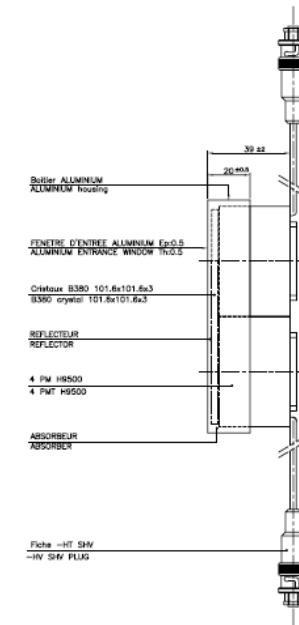 39 ±2
20 ±0.5
Boitier ALUMINIUM
ALUMINIUM housing
FENETRE D'ENTREE ALUMINIUM Ep:0.5
ALUMINIUM ENTRANCE WINDOW Th:0.5
Cristaux B380 101.6x101.6x3
B380 crystal 101.6x101.6x3
REFLECTEUR
REFLECTOR
4 PM H9500
4 PMT H9500
ABSORBEUR
ABSORBER
Fiche -HT SHV
-HV SHV PLUG